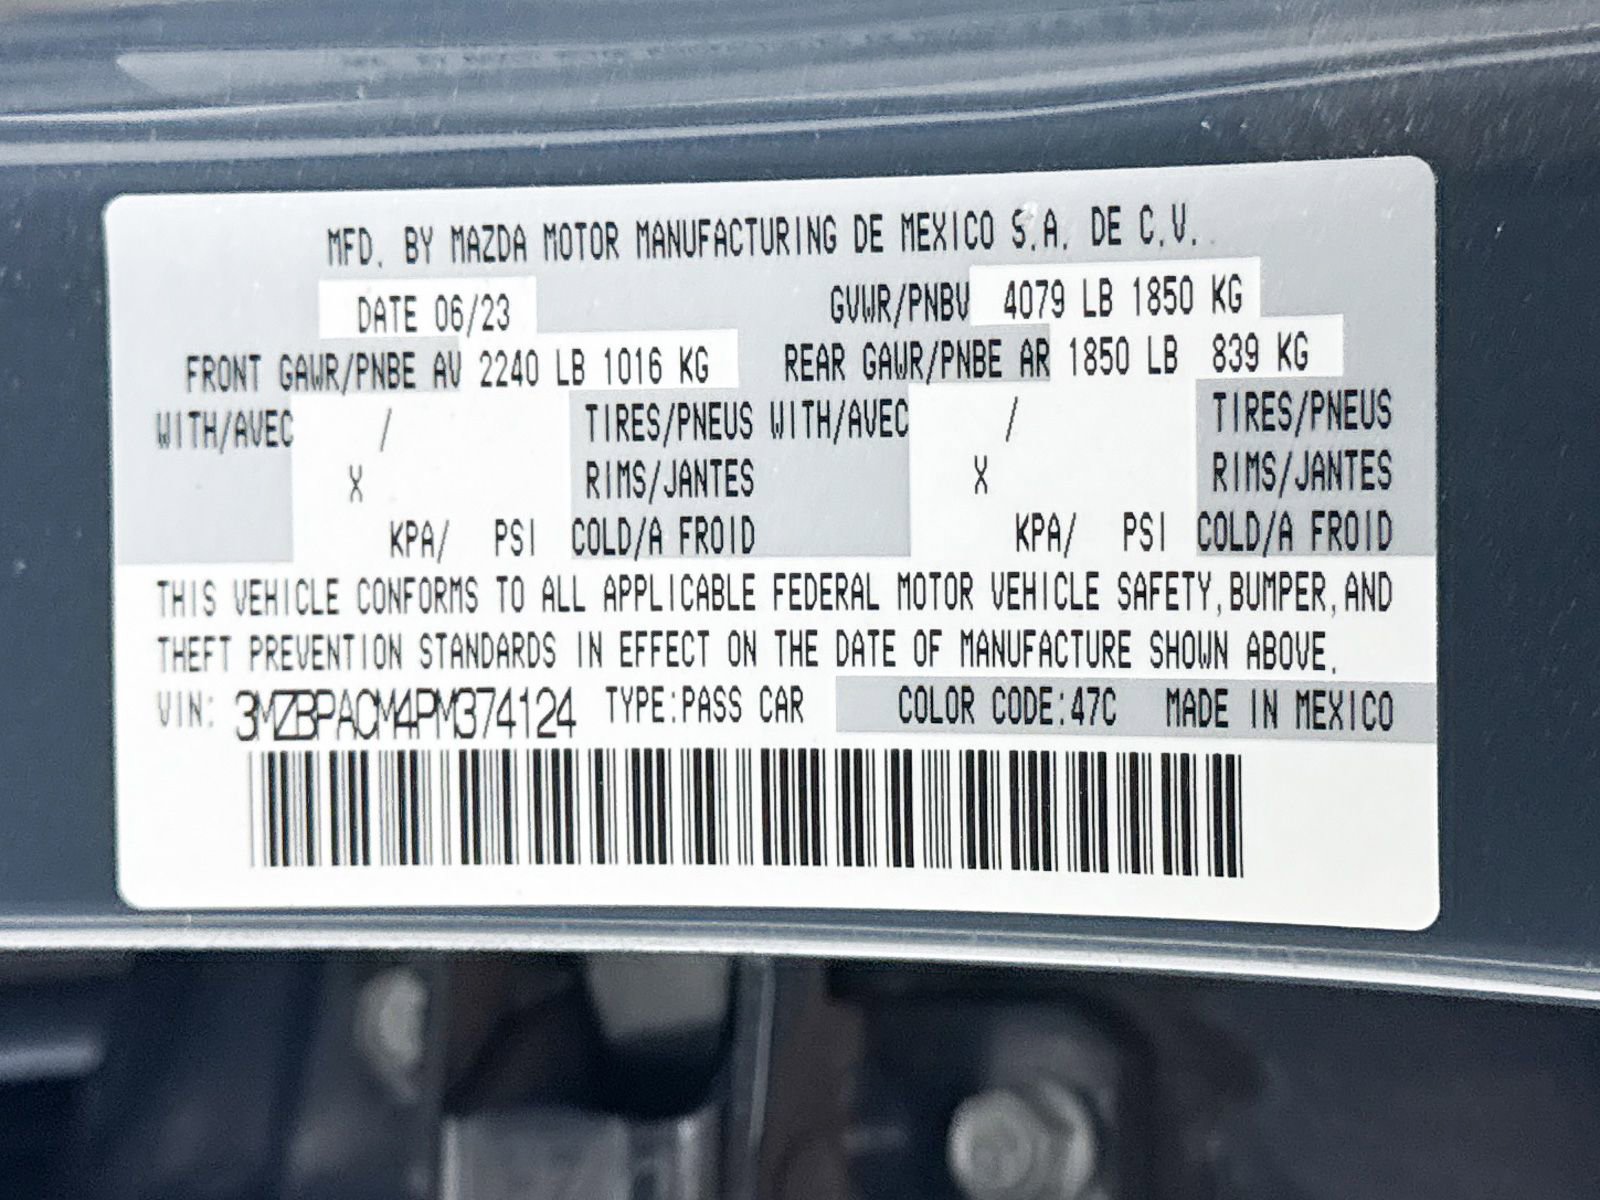 MFD. BY MAZDA MOTOR MANUFACTURING DE MEXICO S.A. DE C.V.
DATE 06/23 GVWR/PNBV 4079 LB 1850 KG
FRONT GAWR/PNBE AV 2240 LB 1016 KG REAR GAWR/PNBE AR 1850 LB 839 KG
WITH/AVEC / TIRES/PNEUS WITH/AVEC / TIRES/PNEUS
X RIMS/JANTES X RIMS/JANTES
KPA/ PSI COLD/A FROID KPA/ PSI COLD/A FROID
THIS VEHICLE CONFORMS TO ALL APPLICABLE FEDERAL MOTOR VEHICLE SAFETY, BUMPER, AND
THEFT PREVENTION STANDARDS IN EFFECT ON THE DATE OF MANUFACTURE SHOWN ABOVE.
VIN: 3MZBPACM4PM374124 TYPE:PASS CAR COLOR CODE:47C MADE IN MEXICO